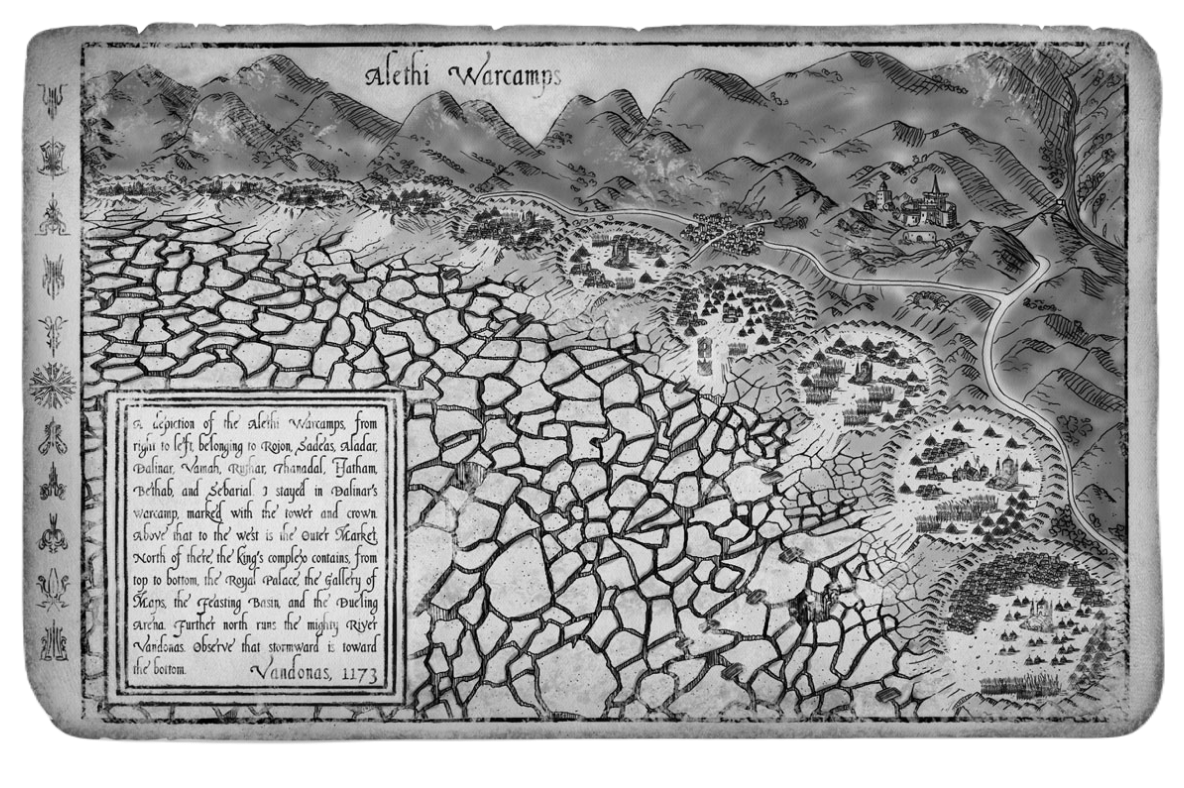 Alethi Warcamps
A depiction of the Alethi Warcamps, from
right to left, belonging to Roion, Sadeas, Aladar,
Dalinar, Vamah, Ruthar, Thanadal, Hatham,
Bethab, and Sebarial. I stayed in Dalinar's
warcamp, marked with the tower and crown.
Above that to the west is the Outer Market.
North of there, the king's complex contains, from
top to bottom, the Royal Palace, the Gallery of
Maps, the Feasting Basin, and the Dueling
Arena. Further north runs the mighty River
Vandonas. Observe that stormward is toward
the bottom. Vandonas, 1173